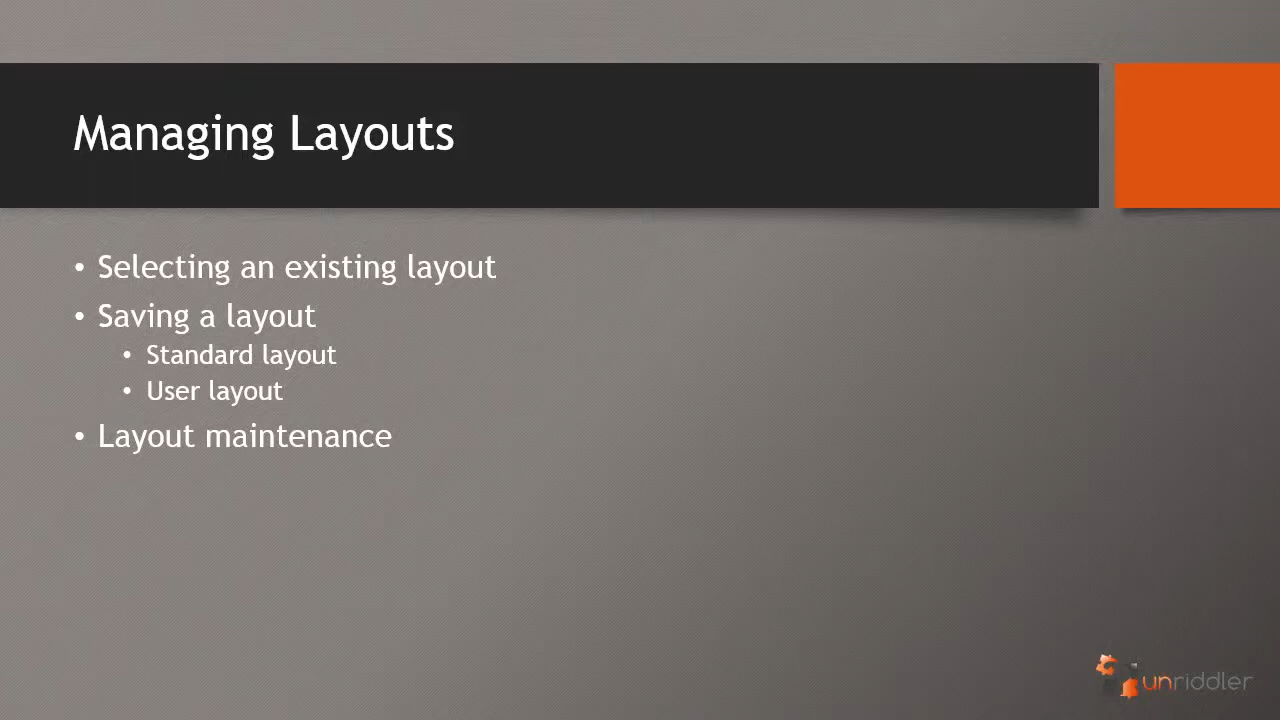 Managing Layouts
• Selecting an existing layout
• Saving a layout
• Standard layout
• User layout
• Layout maintenance
unriddler